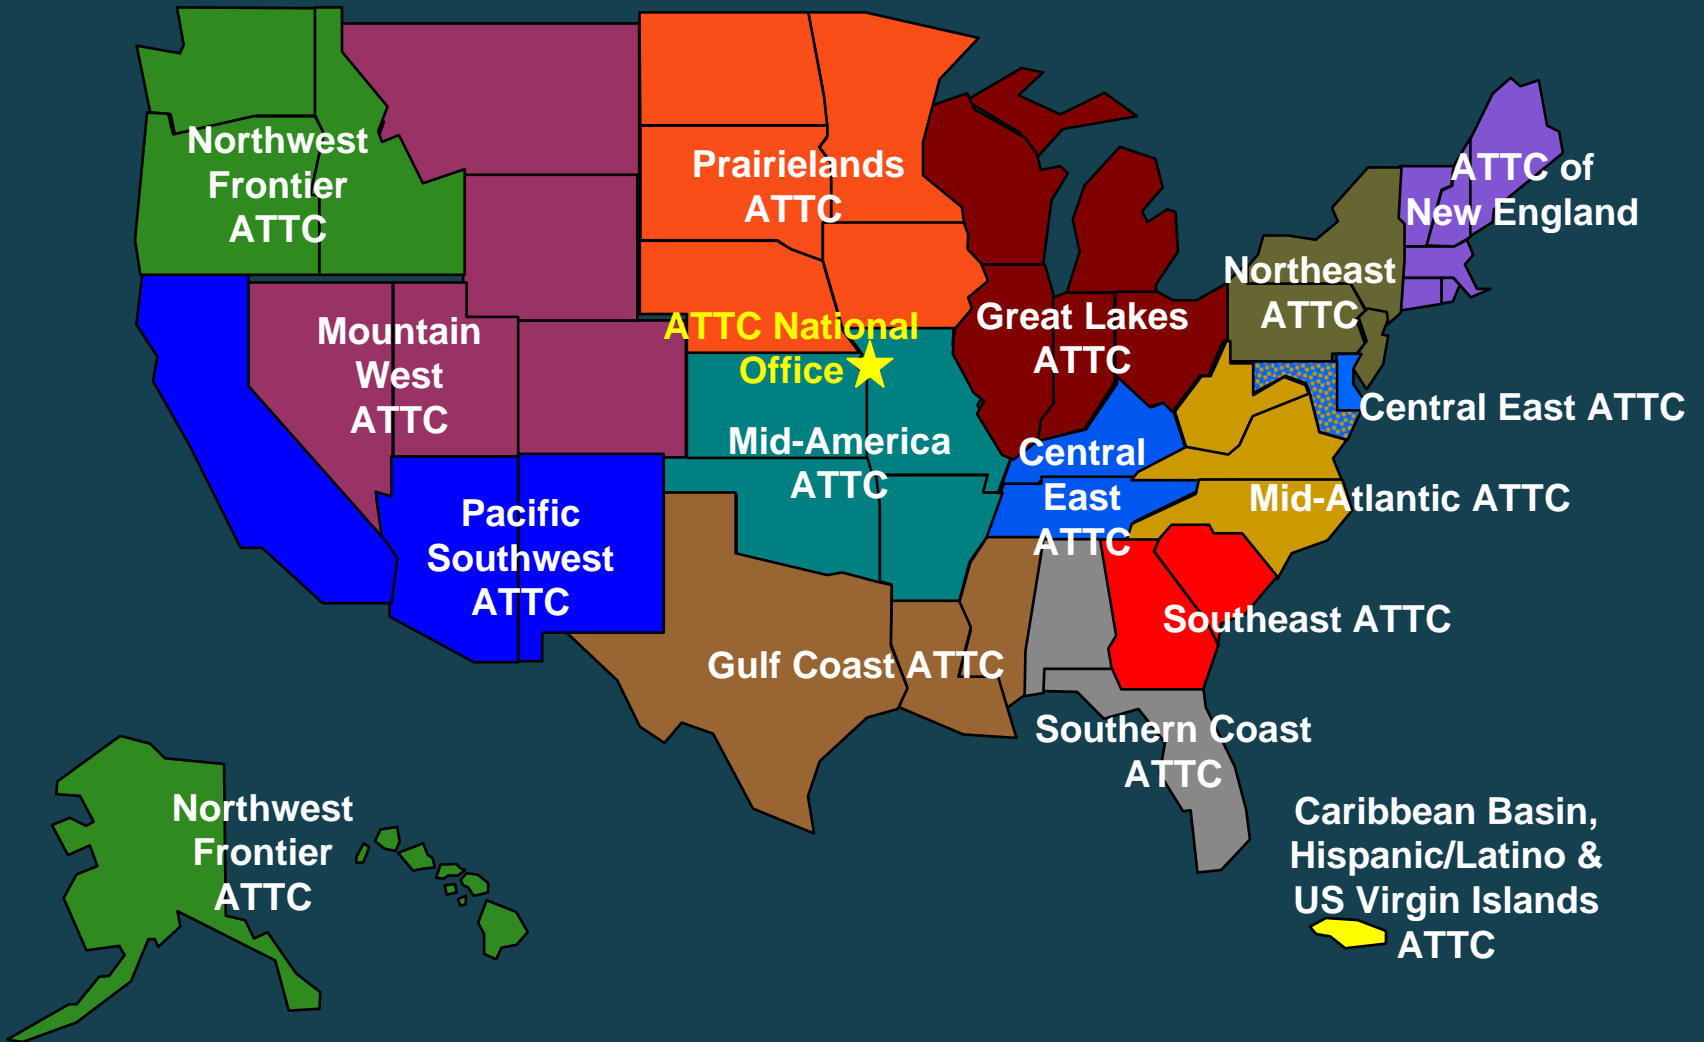 Northwest
Frontier
ATTC
Prairielands
ATTC
ATTC of
New England
Northeast
ATTC
Mountain
West
ATTC
ATTC National
Office
Great Lakes
ATTC
Central East ATTC
Mid-America
ATTC
Central
East
ATTC
Mid-Atlantic ATTC
Pacific
Southwest
ATTC
Southeast ATTC
Gulf Coast ATTC
Southern Coast
ATTC
Northwest
Frontier
ATTC
Caribbean Basin,
Hispanic/Latino &
US Virgin Islands
ATTC